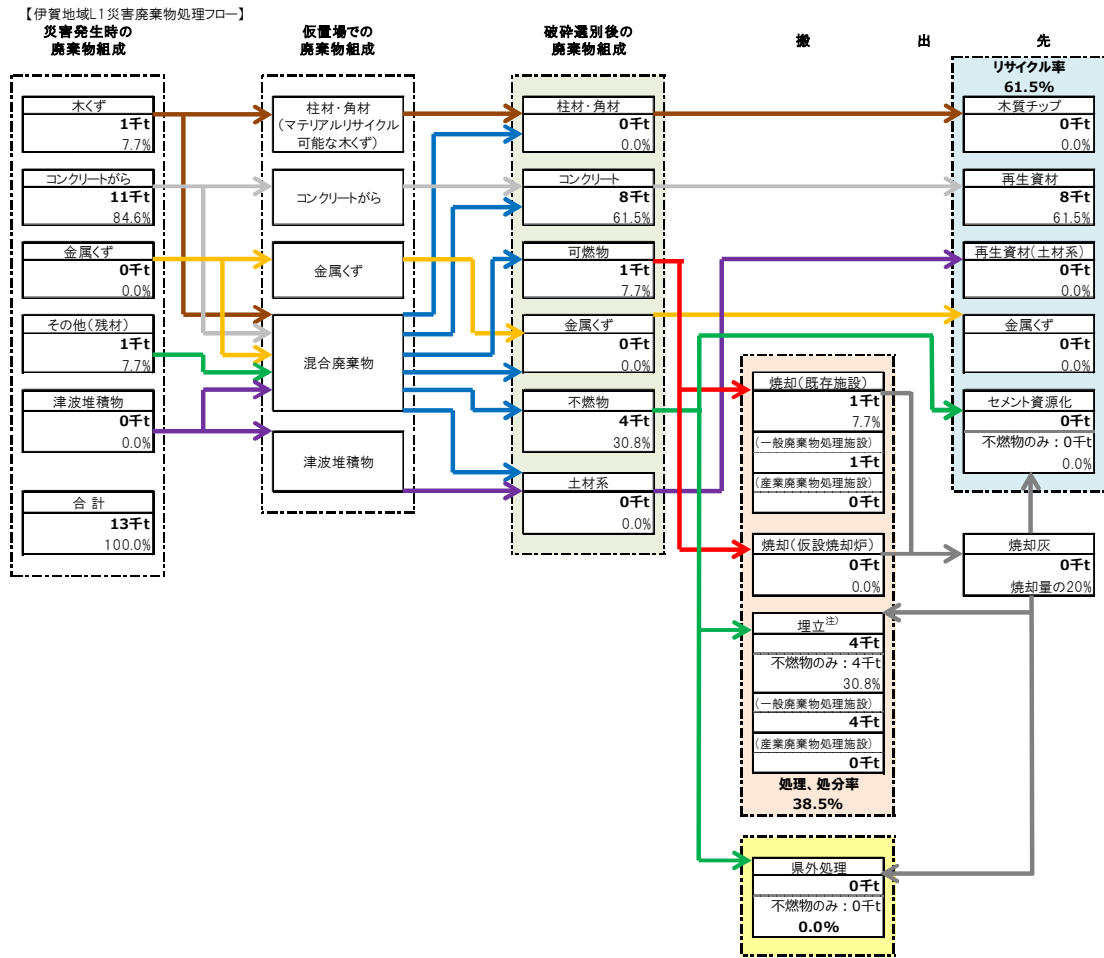 【伊賀地域L1災害廃棄物処理フロー】
災害発生時の
廃棄物組成
木くず
1千t
7.7%
コンクリートがら
11千t
84.6%
金属くず
0千t
0.0%
その他(残材)
1千t
7.7%
津波堆積物
0千t
0.0%
合計
13千t
100.0%
仮置場での
廃棄物組成
柱材・角材
(マテリアルリサイクル
可能な木くず)
コンクリートがら
金属くず
混合廃棄物
津波堆積物
破砕選別後の
廃棄物組成
柱材・角材
0千t
0.0%
コンクリート
8千t
61.5%
可燃物
1千t
7.7%
金属くず
0千t
0.0%
不燃物
4千t
30.8%
土材系
0千t
0.0%
搬 出 先
焼却(既存施設)
1千t
7.7%
(一般廃棄物処理施設)
1千t
(産業廃棄物処理施設)
0千t
焼却(仮設焼却炉)
0千t
0.0%
埋立注)
4千t
不燃物のみ:4千t
30.8%
(一般廃棄物処理施設)
4千t
(産業廃棄物処理施設)
0千t
処理、処分率
38.5%
県外処理
0千t
不燃物のみ:0千t
0.0%
リサイクル率
61.5%
木質チップ
0千t
0.0%
再生資材
8千t
61.5%
再生資材(土材系)
0千t
0.0%
金属くず
0千t
0.0%
セメント資源化
0千t
不燃物のみ:0千t
0.0%
焼却灰
0千t
焼却量の20%